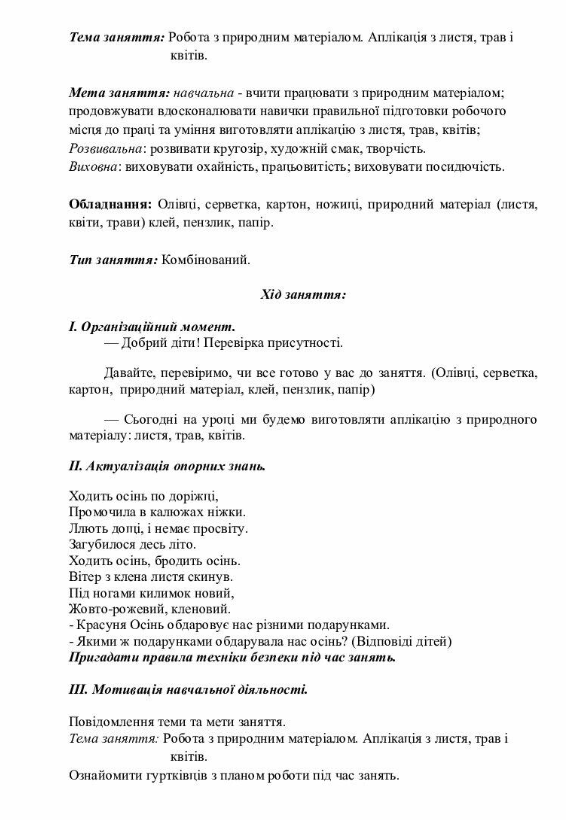 Тема заняття: Робота з природним матеріалом. Аплікація з листя, трав і
квітів.
Мета заняття: навчальна - вчити працювати з природним матеріалом;
продовжувати вдосконалювати навички правильної підготовки робочого
місця до праці та уміння виготовляти аплікацію з листя, трав, квітів;
Розвивальна: розвивати кругозір, художній смак, творчість.
Виховна: виховувати охайність, працьовитість; виховувати посидючість.
Обладнання: Олівці, серветка, картон, ножиці, природний матеріал (листя,
квіти, трави) клей, пензлик, папір.
Тип заняття: Комбінований.
Хід заняття:
І. Організаційний момент.
— Добрий діти! Перевірка присутності.
Давайте, перевіримо, чи все готово у вас до заняття. (Олівці, серветка,
картон, природний матеріал, клей, пензлик, папір)
— Сьогодні на уроці ми будемо виготовляти аплікацію з природного
матеріалу: листя, трав, квітів.
ІІ. Актуалізація опорних знань.
Ходить осінь по доріжці,
Промочила в калюжах ніжки.
Ллють дощі, і немає просвіту.
Загубилося десь літо.
Ходить осінь, бродить осінь.
Вітер з клена листя скинув.
Під ногами килимок новий,
Жовто-рожевий, кленовий.
- Красуня Осінь обдаровує нас різними подарунками.
- Якими ж подарунками обдарувала нас осінь? (Відповіді дітей)
Пригадати правила техніки безпеки під час занять.
ІІІ. Мотивація навчальної діяльності.
Повідомлення теми та мети заняття.
Тема заняття: Робота з природним матеріалом. Аплікація з листя, трав і
квітів.
Ознайомити гуртківців з планом роботи під час занять.